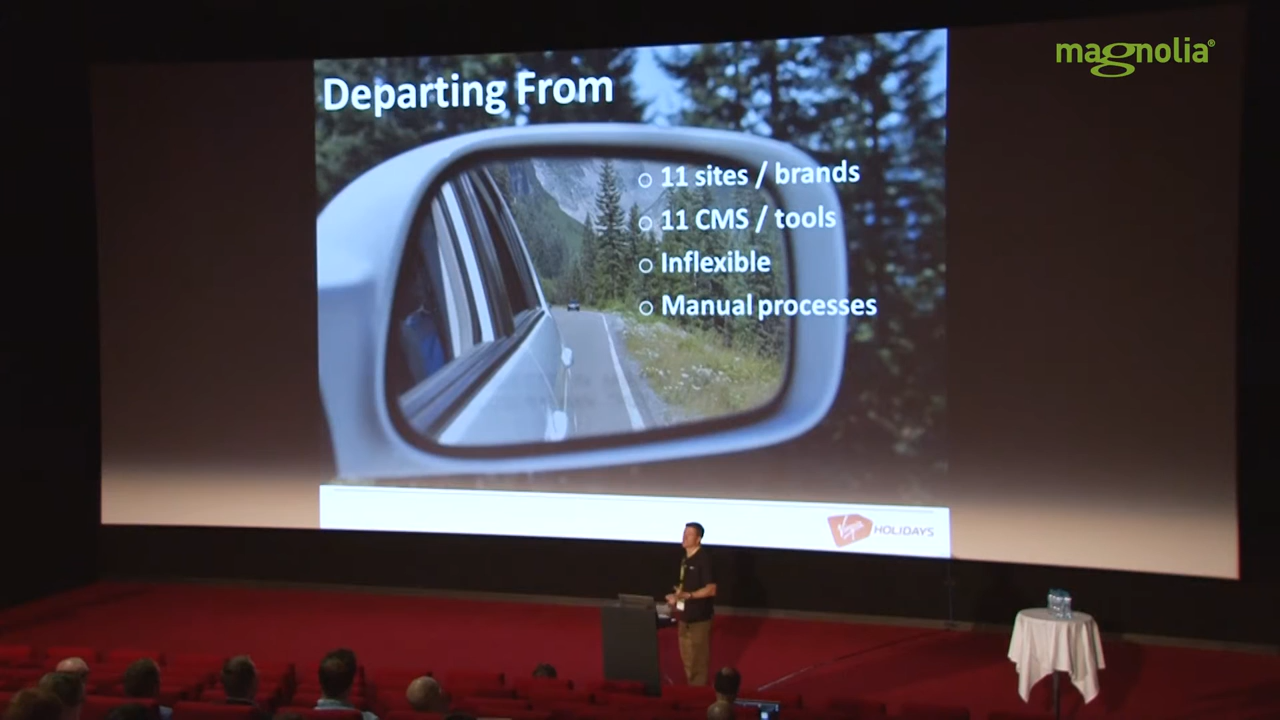 magnolia®
Departing From
11 sites / brands
11 CMS / tools
Inflexible
Manual processes
Virgin HOLIDAYS